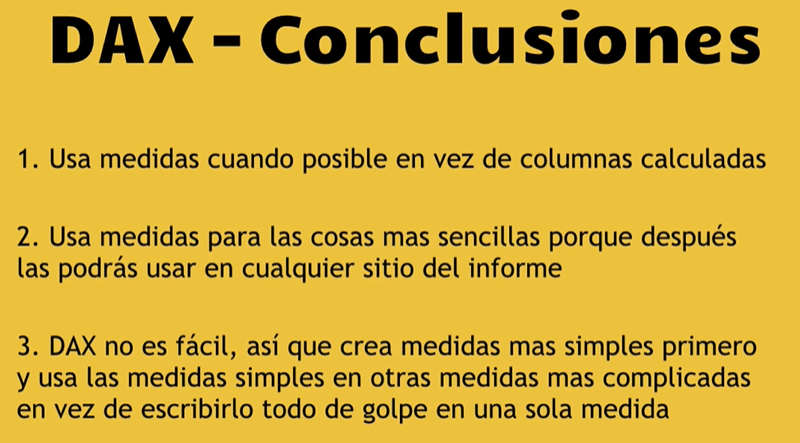 DAX - Conclusiones
1. Usa medidas cuando posible en vez de columnas calculadas
2. Usa medidas para las cosas mas sencillas porque después
las podrás usar en cualquier sitio del informe
3. DAX no es fácil, así que crea medidas mas simples primero
y usa las medidas simples en otras medidas mas complicadas
en vez de escribirlo todo de golpe en una sola medida